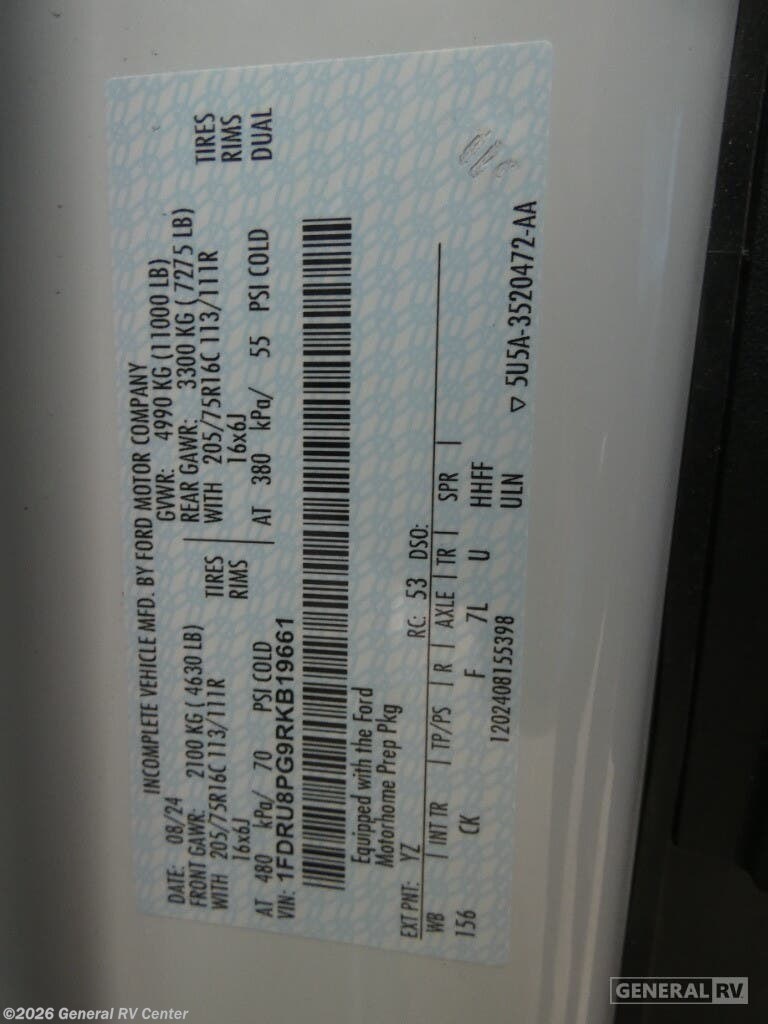 INCOMPLETE VEHICLE MFD. BY FORD MOTOR COMPANY
DATE: 08/24 GVWR: 4990 KG (11000 LB)
FRONT GAWR: 2100 KG ( 4630 LB) REAR GAWR: 3300 KG ( 7275 LB)
WITH 205/75R16C 113/111R TIRES WITH 205/75R16C 113/111R TIRES
16x6J RIMS 16x6J RIMS
AT 480 kPa/ 70 PSI COLD AT 380 kPa/ 55 PSI COLD DUAL
VIN: 1FDRU8PG9RKB19661
Equipped with the Ford
Motorhome Prep Pkg
EXT PNT: YZ RC: 53 DSO:
WB INT TR TP/PS R AXLE TR SPR
156 CK F 7L U HHFF
1202408155398 ULN
▽ 5U5A-3520472-AA
GENERAL RV
©2026 General RV Center